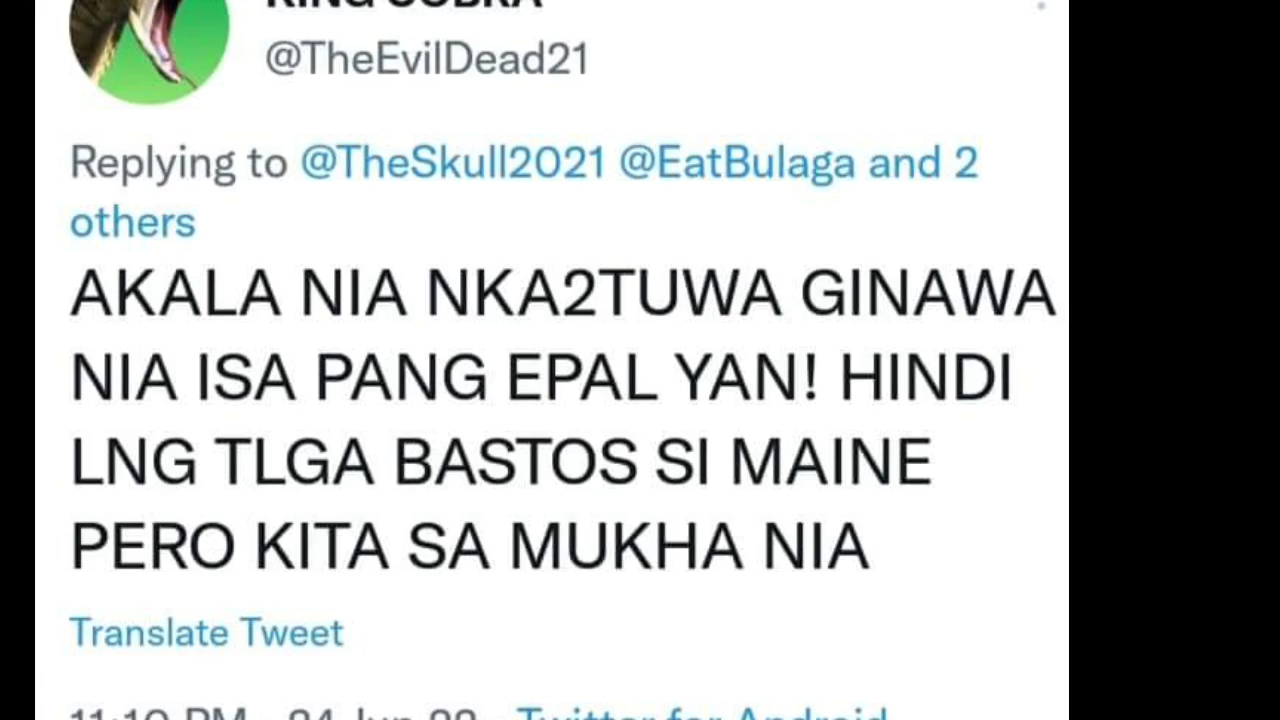 KING COBRA
@TheEvilDead21
Replying to @TheSkull2021 @EatBulaga and 2
others
AKALA NIA NKA2TUWA GINAWA
NIA ISA PANG EPAL YAN! HINDI
LNG TLGA BASTOS SI MAINE
PERO KITA SA MUKHA NIA
Translate Tweet
11:10 PM · 24 Jun 22 · Twitter for Android